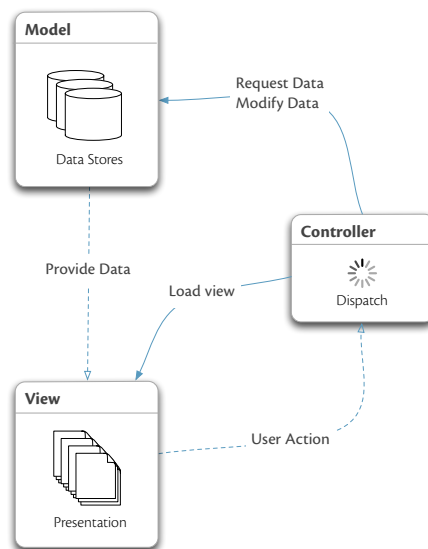 Model
Data Stores
Request Data
Modify Data
Controller
Dispatch
Provide Data
Load view
View
Presentation
User Action